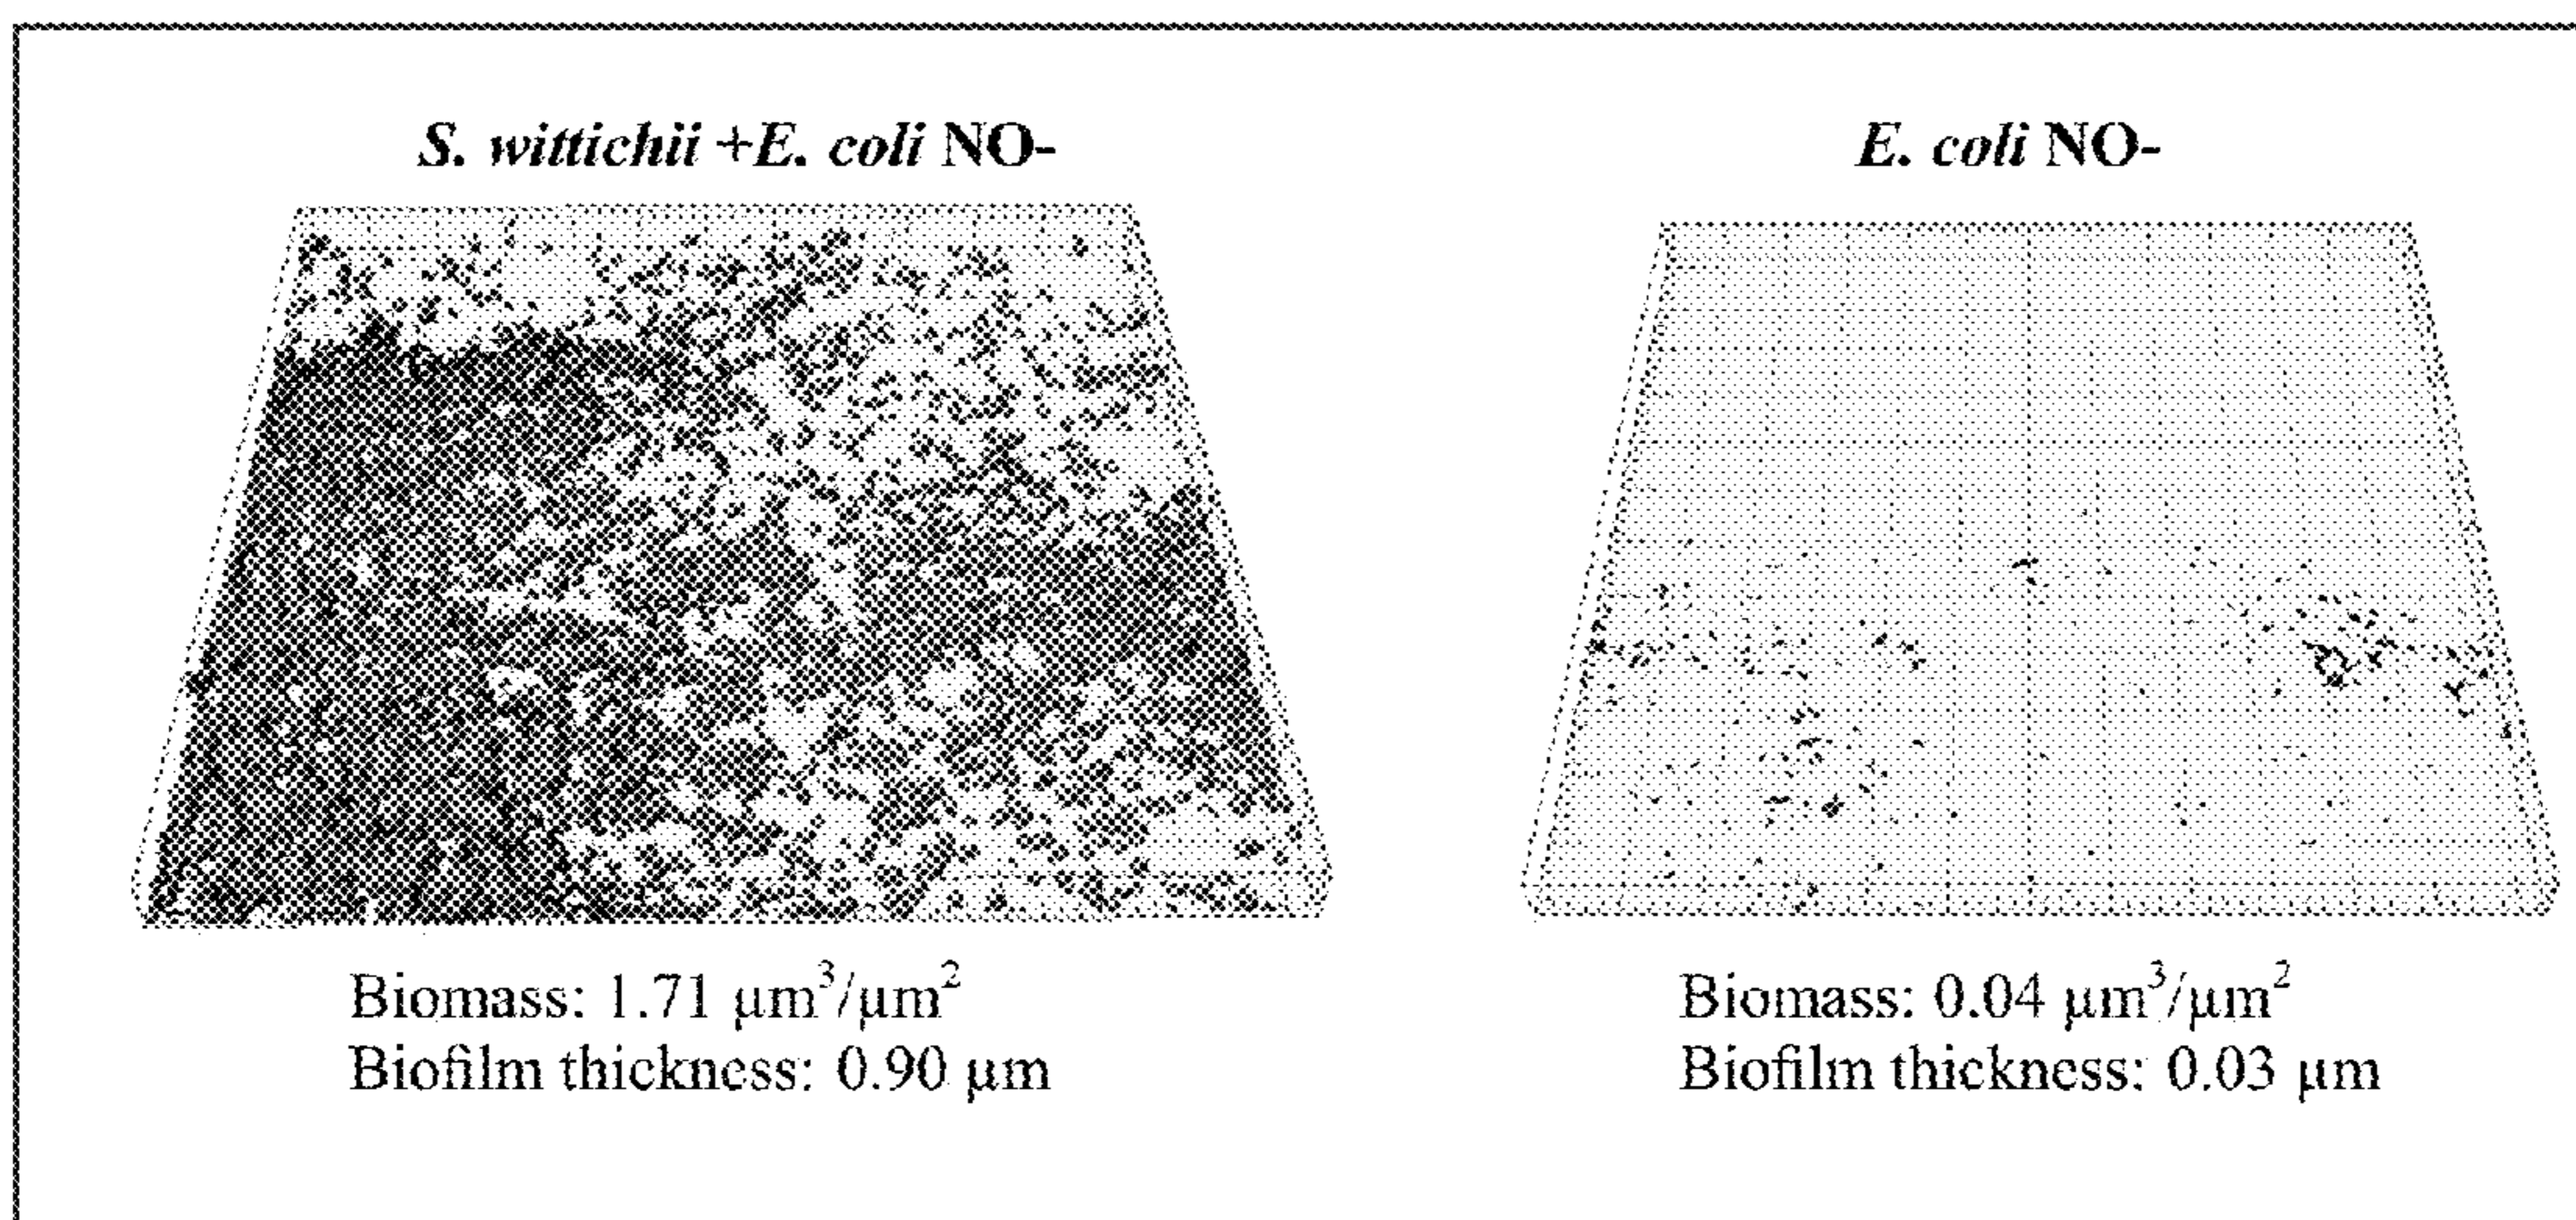 S. wittichii +E. coli NO-
E. coli NO-
Biomass: 1.71 μm³/μm²
Biofilm thickness: 0.90 μm
Biomass: 0.04 μm³/μm²
Biofilm thickness: 0.03 μm